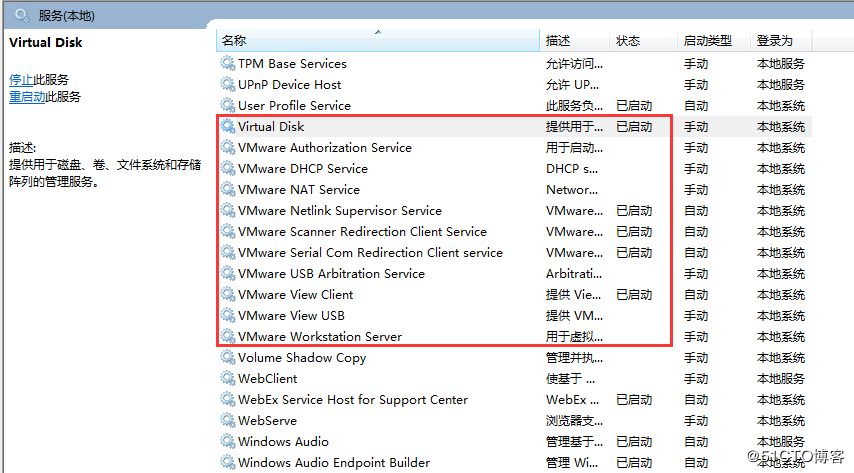 服务(本地)
Virtual Disk
停止此服务
重启动此服务
描述:
提供用于磁盘、卷、文件系统和存储
阵列的管理服务。
名称 描述 状态 启动类型 登录为
TPM Base Services 允许访问... 手动 本地服务
UPnP Device Host 允许 UP... 手动 本地服务
User Profile Service 此服务负... 已启动 自动 本地系统
Virtual Disk 提供用于... 已启动 手动 本地系统
VMware Authorization Service 用于启动... 手动 本地系统
VMware DHCP Service DHCP s... 手动 本地系统
VMware NAT Service Networ... 手动 本地系统
VMware Netlink Supervisor Service VMware... 已启动 自动 本地系统
VMware Scanner Redirection Client Service VMware... 已启动 自动 本地系统
VMware Serial Com Redirection Client service VMware... 已启动 自动 本地系统
VMware USB Arbitration Service Arbitrati... 手动 本地系统
VMware View Client 提供 Vie... 已启动 自动 本地系统
VMware View USB 提供 VM... 手动 本地系统
VMware Workstation Server 用于虚拟... 手动 本地系统
Volume Shadow Copy 管理并执... 手动 本地系统
WebClient 使基于 ... 手动 本地服务
WebEx Service Host for Support Center WebEx ... 已启动 自动 本地系统
WebServe 浏览器支... 手动 本地系统
Windows Audio 管理基于... 已启动 自动 本地服务
Windows Audio Endpoint Builder 管理 Wi... 已启动 自动 本地系统
@51CTO博客